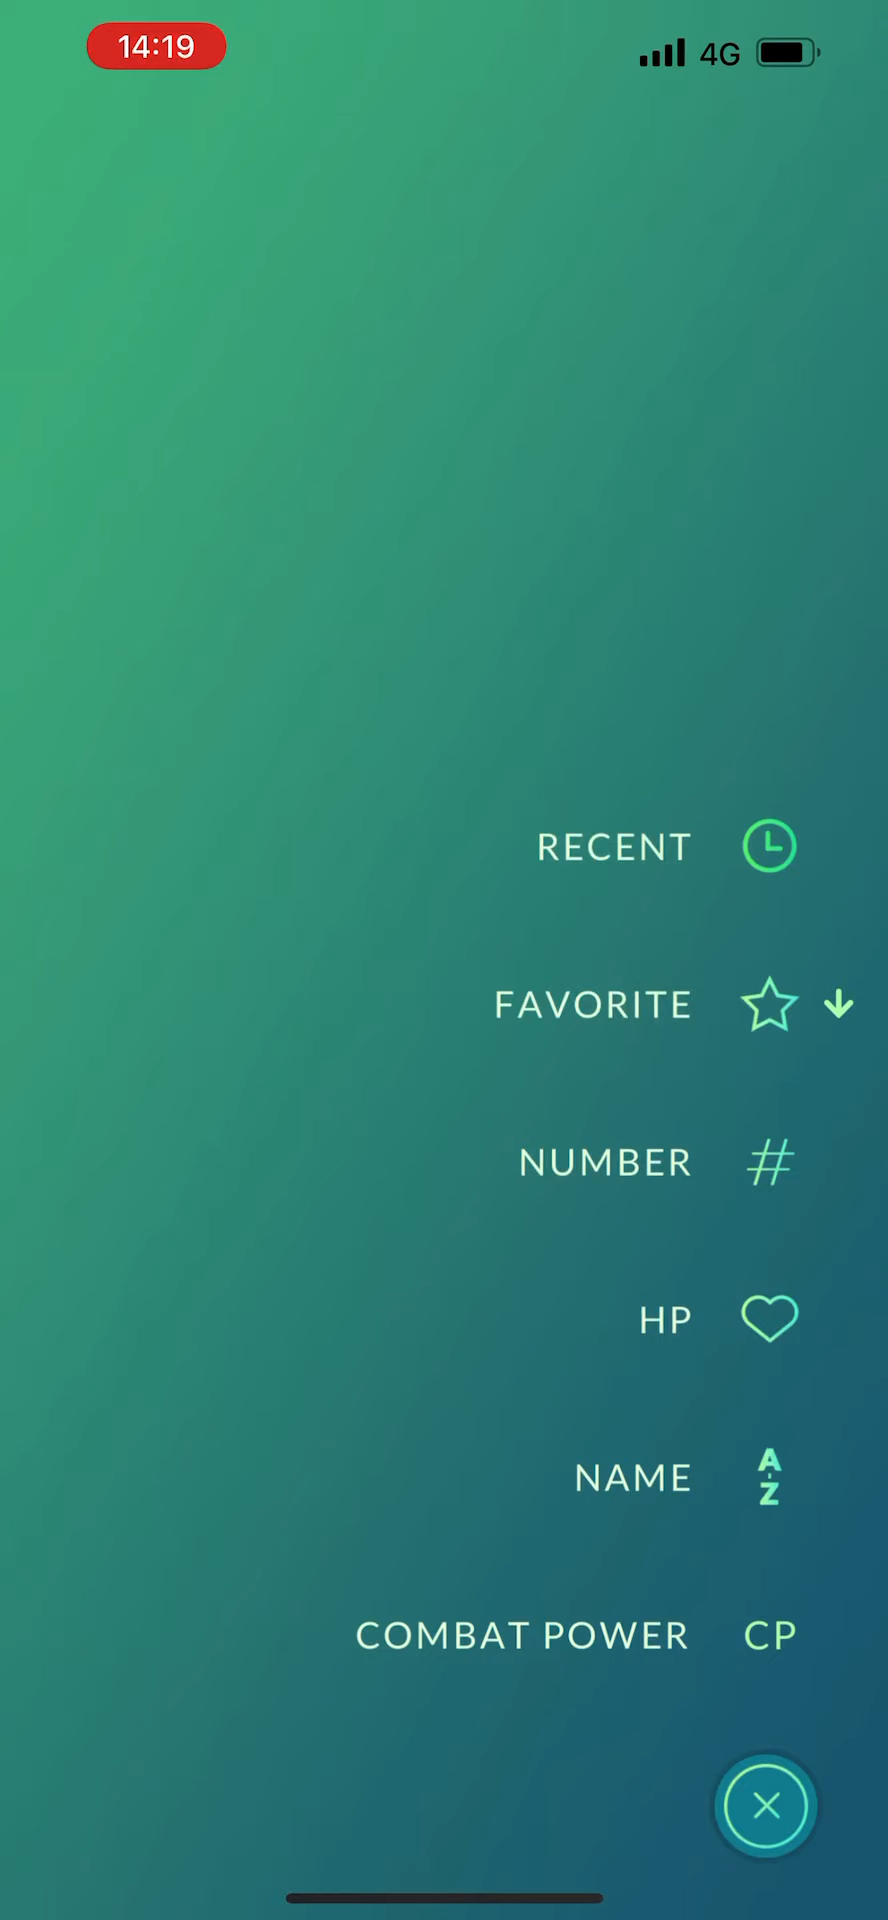 14:19 4G
RECENT
FAVORITE
NUMBER #
HP
NAME A-Z
COMBAT POWER CP